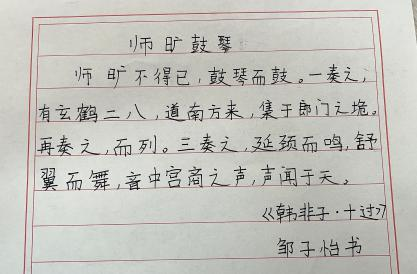 师旷鼓琴
师旷不得已,鼓琴而鼓。一奏之,
有玄鹤二八,道南方来,集于郎门之垝。
再奏之,而列。三奏之,延颈而鸣,舒
翼而舞,音中宫商之声,声闻于天。
《韩非子·十过》
邹子怡书